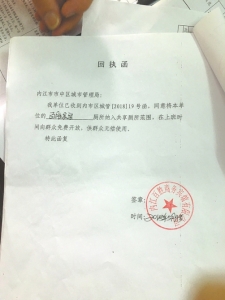 回执函
内江市市中区城市管理局：
我单位已收到内市区城管［2018］19号函，同意将本单
位的 厕所纳入共享厕所范围，在上班时
间向群众免费开放，供群众无偿使用。
特此函复
签章：
时间：